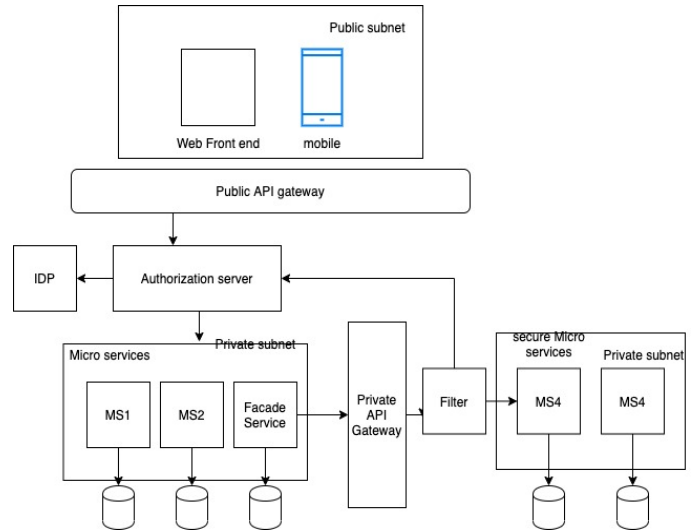 Public subnet
Web Front end
mobile
Public API gateway
IDP
Authorization server
Micro services
Private subnet
MS1
MS2
Facade
Service
Private
API
Gateway
Filter
secure Micro
services
Private subnet
MS4
MS4